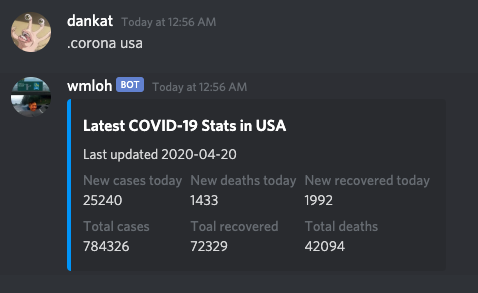 dankat Today at 12:56 AM
.corona usa
wmloh BOT Today at 12:56 AM
Latest COVID-19 Stats in USA
Last updated 2020-04-20
New cases today New deaths today New recovered today
25240 1433 1992
Total cases Toal recovered Total deaths
784326 72329 42094